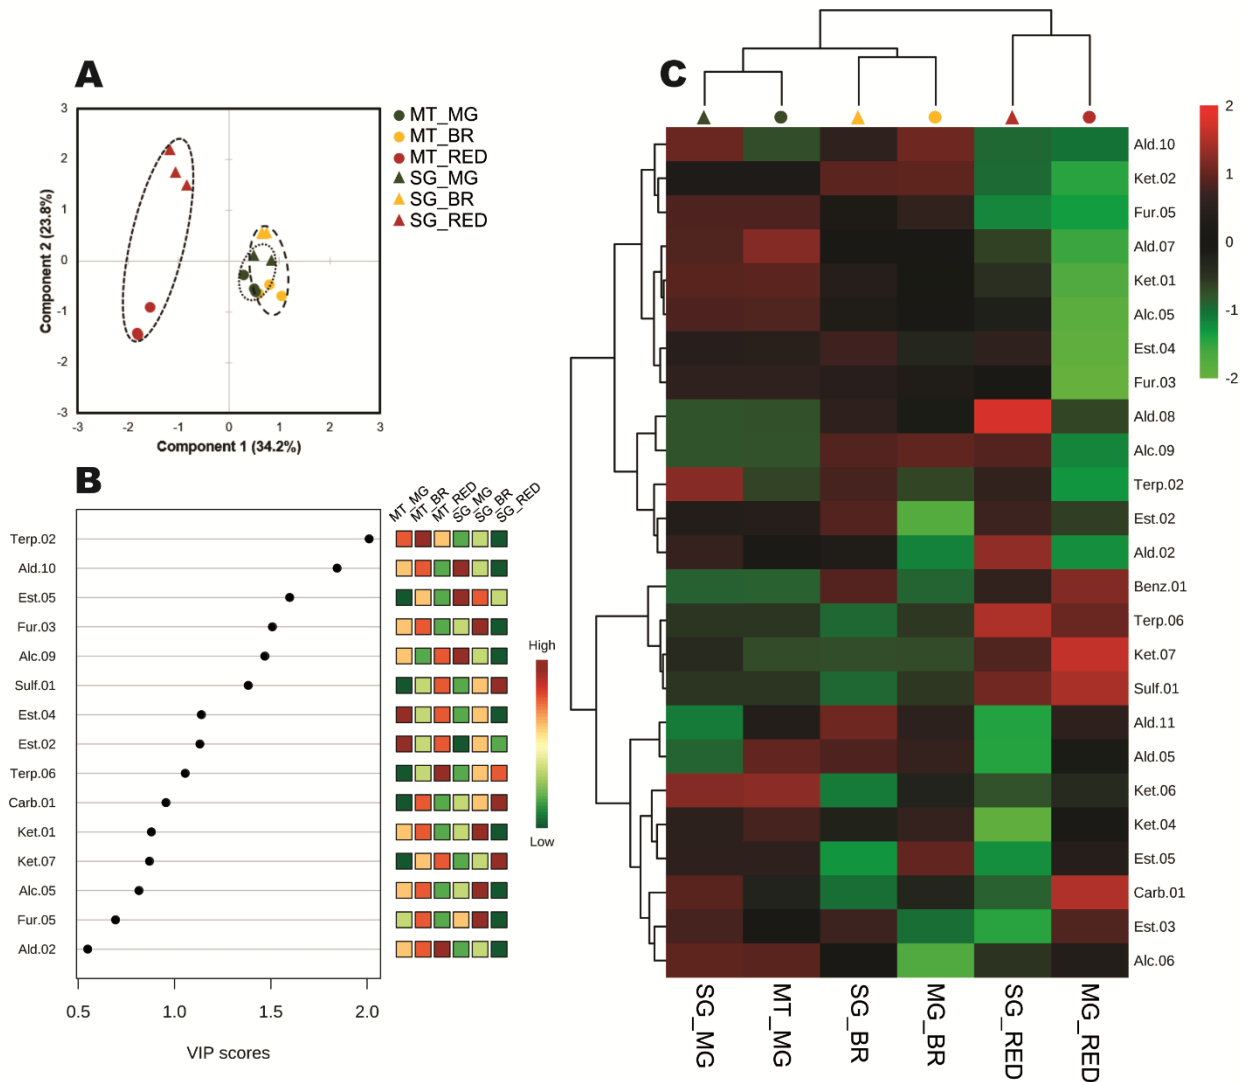 A
3
2
1
0
-1
-2
-3
-3
-2
-1
0
1
2
3
Component 2 (23.8%)
Component 1 (34.2%)
MT_MG
MT_BR
MT_RED
SG_MG
SG_BR
SG_RED
B
MT_MG
MT_BR
MT_RED
SG_MG
SG_BR
SG_RED
Terp.02
Ald.10
Est.05
Fur.03
Alc.09
Sulf.01
Est.04
Est.02
Terp.06
Carb.01
Ket.01
Ket.07
Alc.05
Fur.05
Ald.02
0.5
1.0
1.5
2.0
VIP scores
High
Low
C
Ald.10
Ket.02
Fur.05
Ald.07
Ket.01
Alc.05
Est.04
Fur.03
Ald.08
Alc.09
Terp.02
Est.02
Ald.02
Benz.01
Terp.06
Ket.07
Sulf.01
Ald.11
Ald.05
Ket.06
Ket.04
Est.05
Carb.01
Est.03
Alc.06
SG_MG
MT_MG
SG_BR
MG_BR
SG_RED
MG_RED
2
1
0
-1
-2